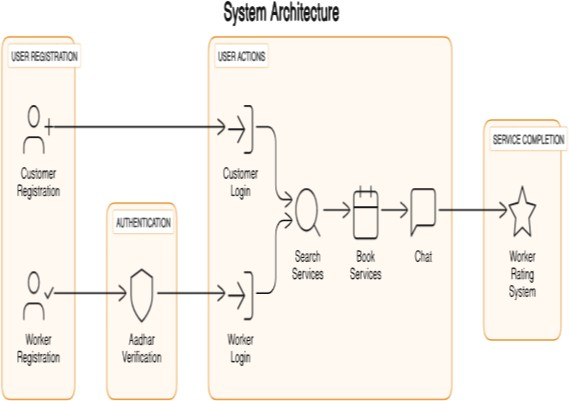 System Architecture
USER REGISTRATION
USER ACTIONS
SERVICE COMPLETION
Customer
Registration
Customer
Login
AUTHENTICATION
Search
Services
Book
Services
Chat
Worker
Rating
System
Worker
Registration
Aadhar
Verification
Worker
Login